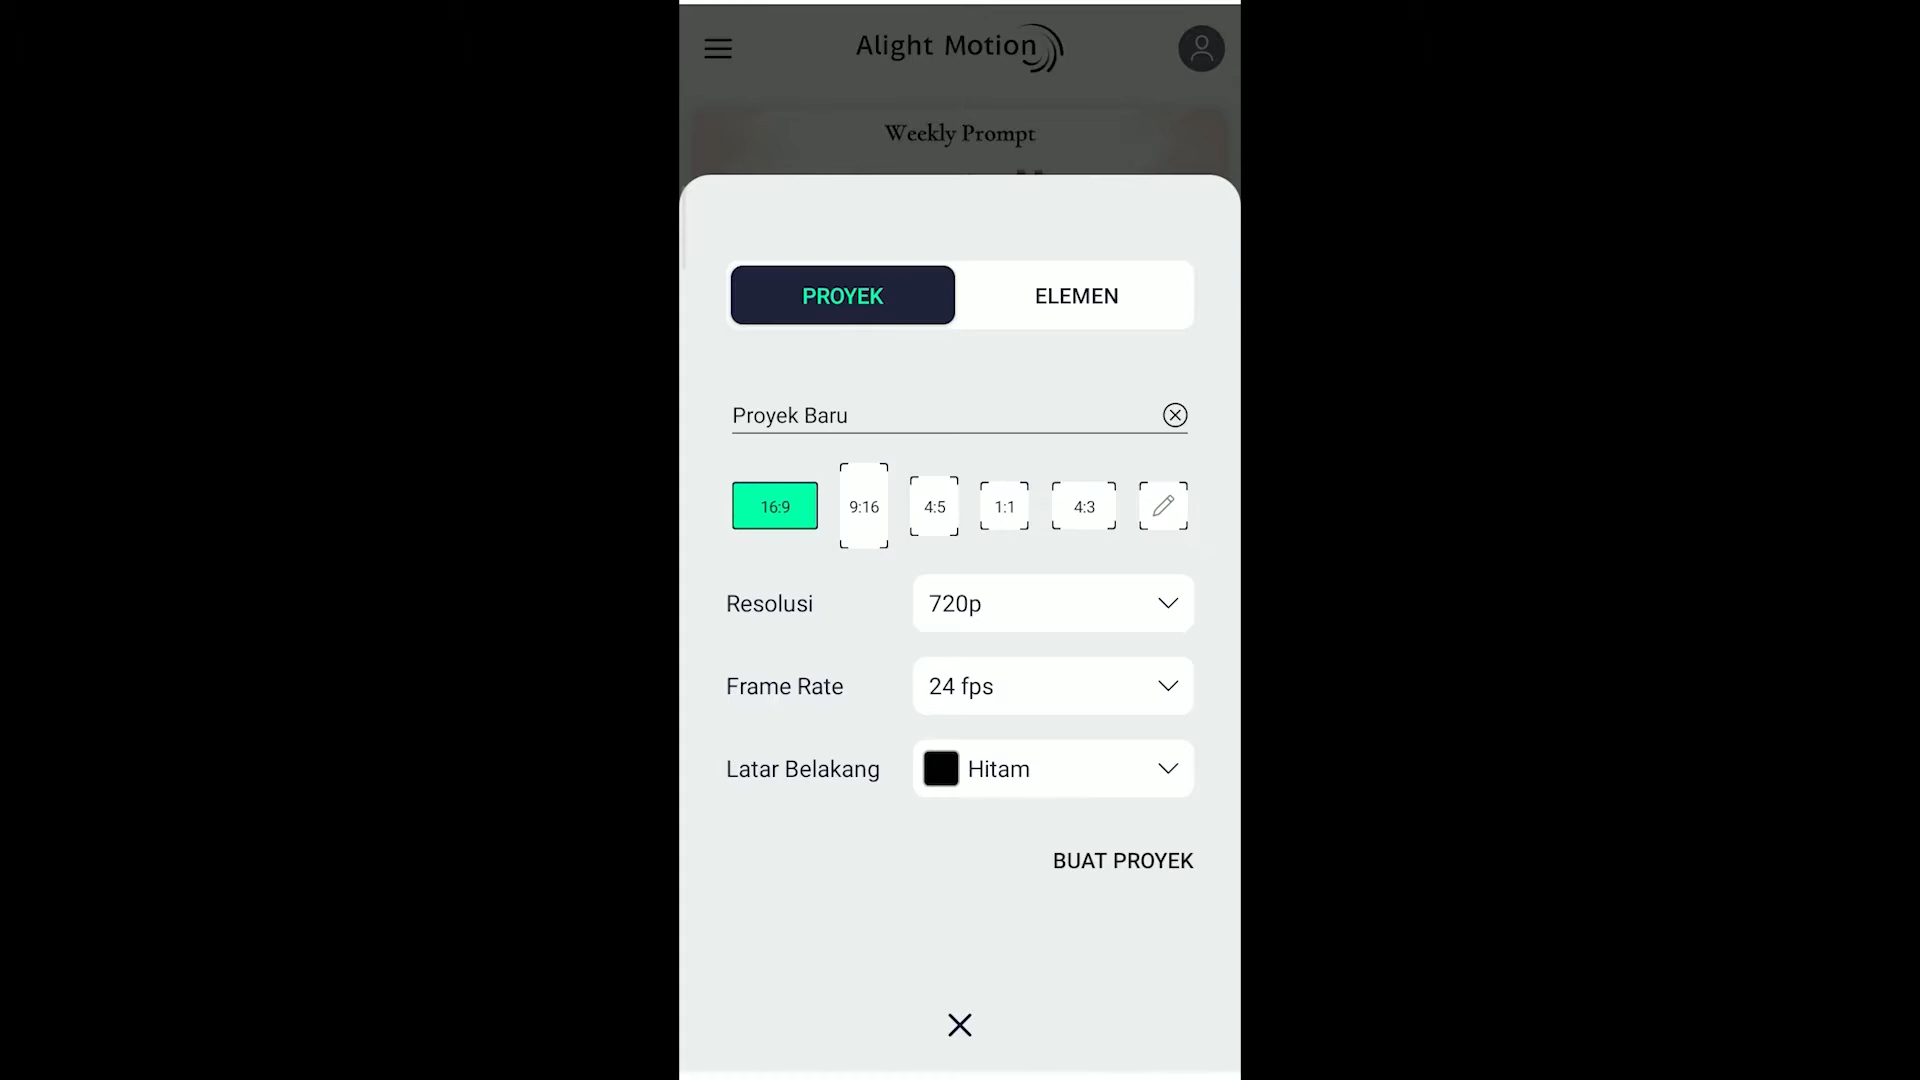 Alight Motion
Weekly Prompt
PROYEK ELEMEN
Proyek Baru
16:9 9:16 4:5 1:1 4:3
Resolusi 720p
Frame Rate 24 fps
Latar Belakang Hitam
BUAT PROYEK